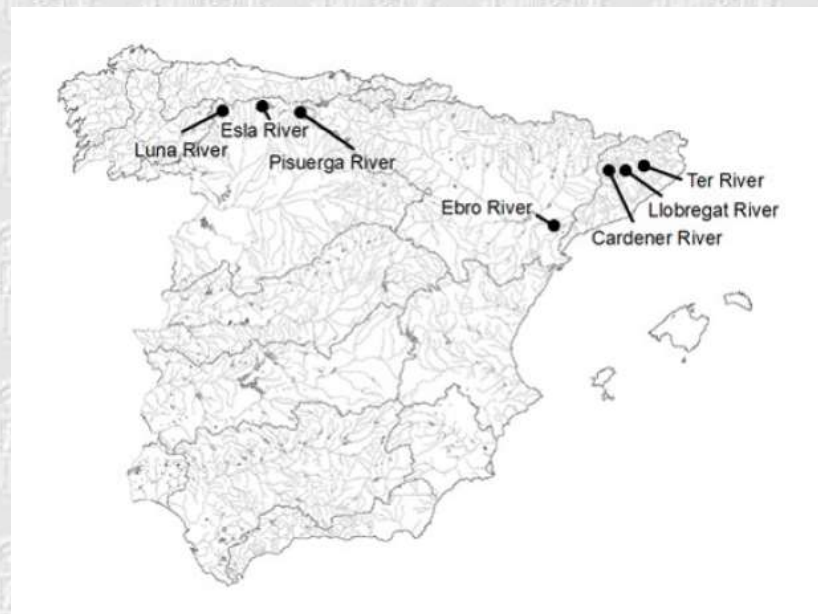 Esla River
Luna River
Pisuerga River
Ter River
Ebro River
Llobregat River
Cardener River